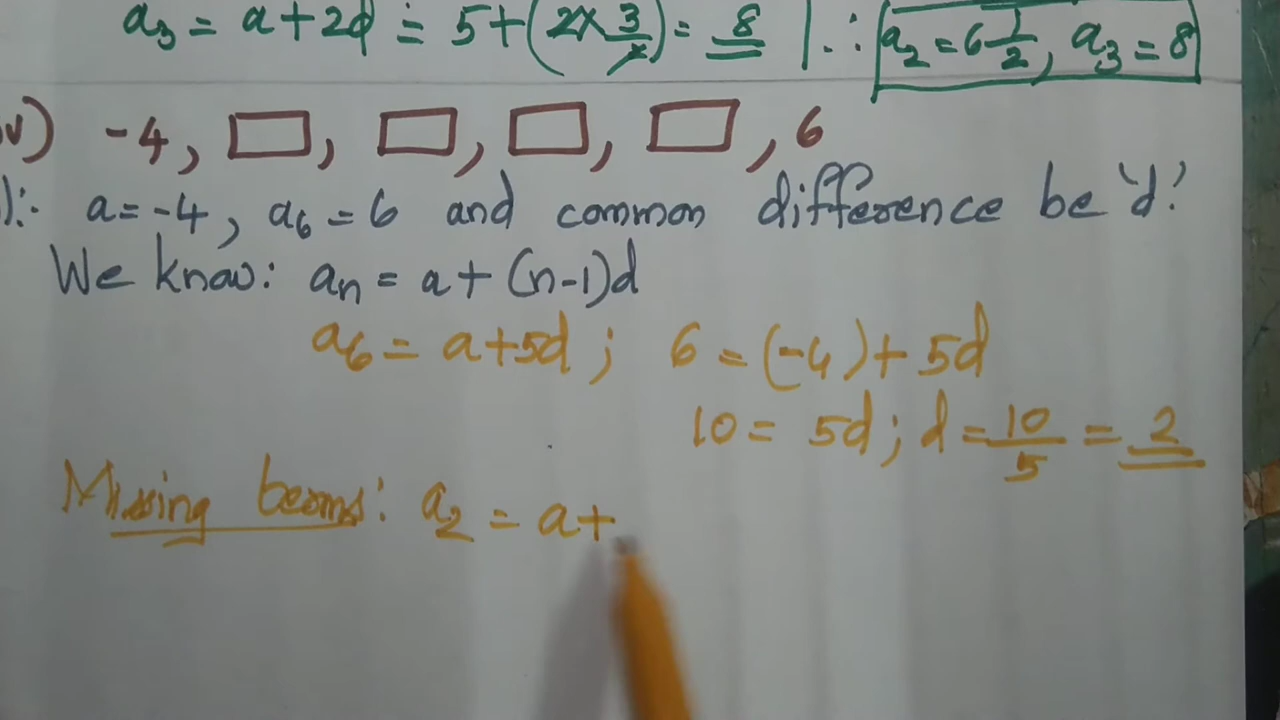 a₃ = a + 2d = 5 + (2 × 3/2) = 8 | ∴ a₂ = 6 1/2, a₃ = 8
v) -4, □, □, □, □, 6
):- a = -4, a₆ = 6 and common difference be 'd'.
We know: aₙ = a + (n-1)d
a₆ = a + 5d ; 6 = (-4) + 5d
10 = 5d ; d = 10/5 = 2
Missing terms: a₂ = a +